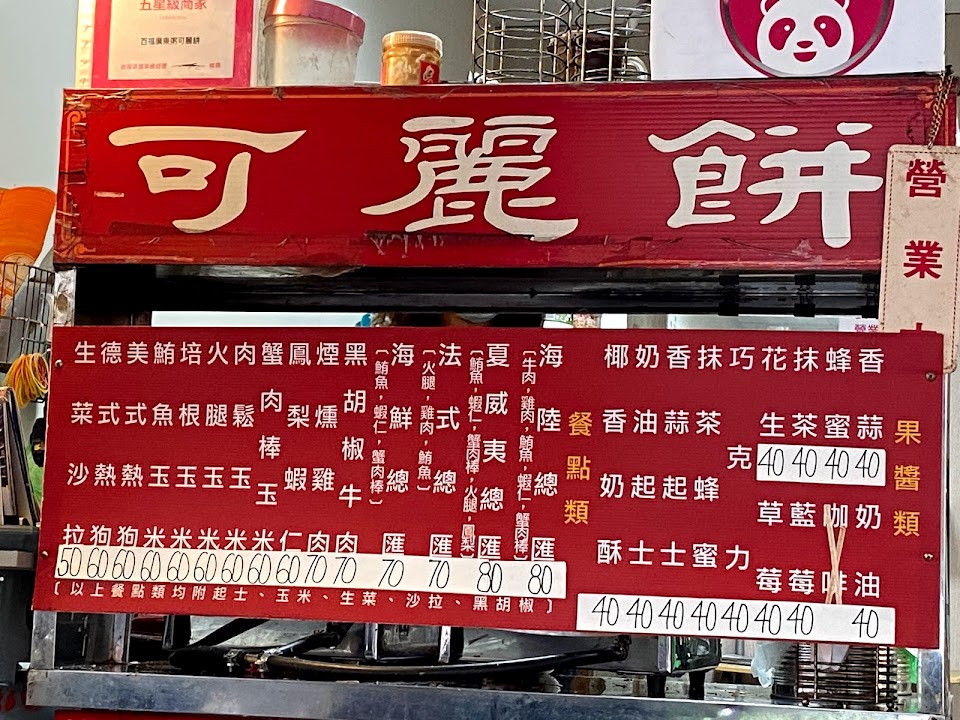 五星級商家
百祖廣東粥可麗餅
可麗餅
營業
果醬類
香蒜
蜂蜜
抹茶
花生
40 40 40 40
奶油
咖啡
藍莓
草莓
巧克力
抹茶蜂蜜
香蒜起士
奶油起士
椰香奶酥
40 40 40 40 40 40 40 40
餐點類
海陸總匯
〔牛肉，雞肉，鮪魚，蝦仁，蟹肉棒〕
夏威夷總匯
〔鮪魚，蝦仁，蟹肉棒，火腿，鳳梨〕
法式總匯
〔火腿，雞肉，鮪魚〕
海鮮總匯
〔鮪魚，蝦仁，蟹肉棒〕
黑胡椒牛肉
煙燻雞肉
鳳梨蝦仁
蟹肉棒玉米
肉鬆玉米
火腿玉米
培根玉米
鮪魚玉米
美式熱狗
德式熱狗
生菜沙拉
50 60 60 60 60 60 60 60 60 70 70 70 70 80 80
〔以上餐點類均附起士、玉米、生菜、沙拉、黑胡椒〕